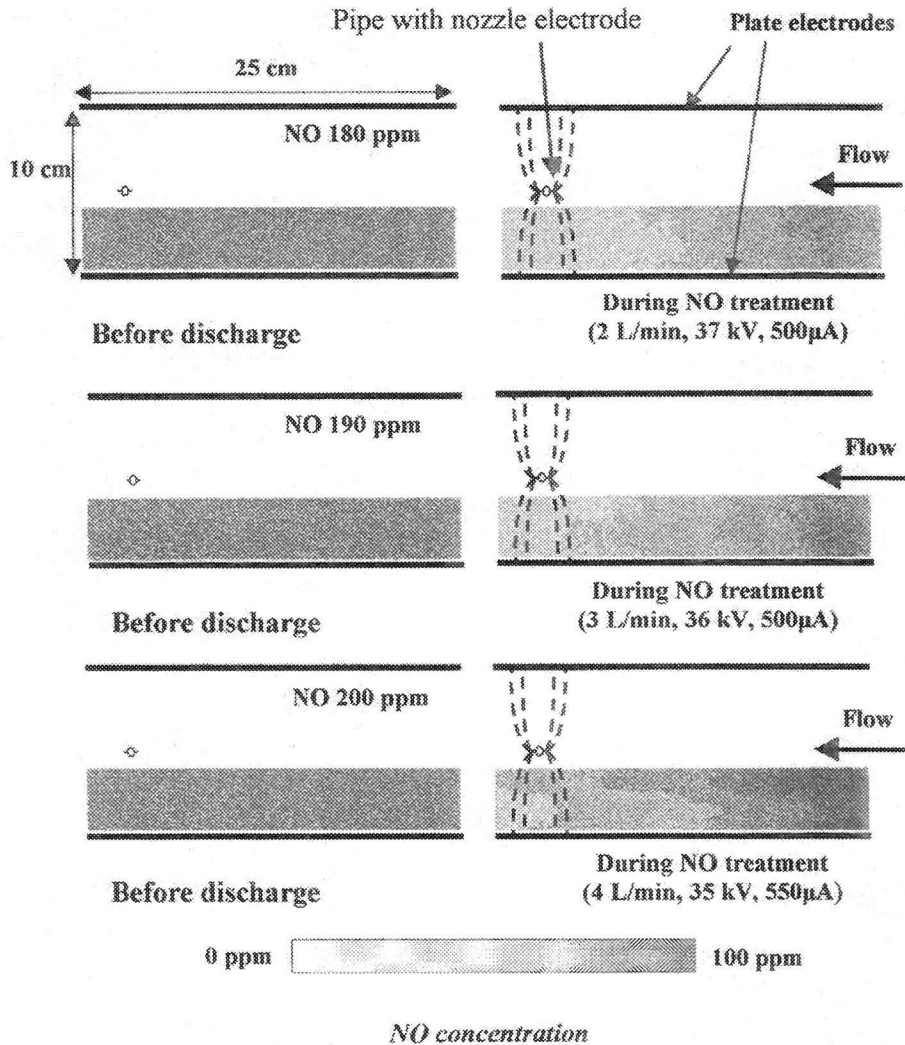 Pipe with nozzle electrode
Plate electrodes
25 cm
NO 180 ppm
10 cm
Flow
Before discharge
During NO treatment
(2 L/min, 37 kV, 500μA)
NO 190 ppm
Flow
Before discharge
During NO treatment
(3 L/min, 36 kV, 500μA)
NO 200 ppm
Flow
Before discharge
During NO treatment
(4 L/min, 35 kV, 550μA)
0 ppm
100 ppm
NO concentration